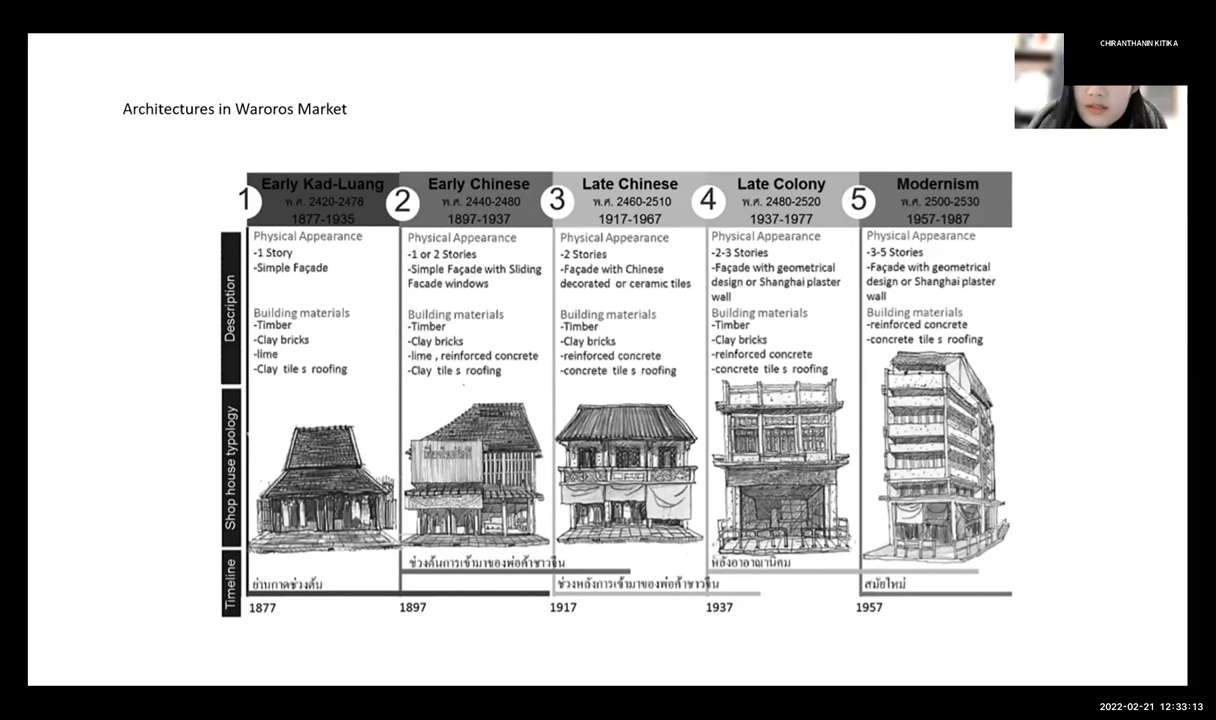 CHIRANTHANIN KITIKA
Architectures in Waroros Market
1
Early Kad-Luang
พ.ศ. 2420-2478
1877-1935
2
Early Chinese
พ.ศ. 2440-2480
1897-1937
3
Late Chinese
พ.ศ. 2460-2510
1917-1967
4
Late Colony
พ.ศ. 2480-2520
1937-1977
5
Modernism
พ.ศ. 2500-2530
1957-1987
Description
Physical Appearance
-1 Story
-Simple Façade
Building materials
-Timber
-Clay bricks
-lime
-Clay tile s roofing
Physical Appearance
-1 or 2 Stories
-Simple Façade with Sliding
Facade windows
Building materials
-Timber
-Clay bricks
-lime , reinforced concrete
-Clay tile s roofing
Physical Appearance
-2 Stories
-Façade with Chinese
decorated or ceramic tiles
Building materials
-Timber
-Clay bricks
-reinforced concrete
-concrete tile s roofing
Physical Appearance
-2-3 Stories
-Façade with geometrical
design or Shanghai plaster
wall
Building materials
-Timber
-Clay bricks
-reinforced concrete
-concrete tile s roofing
Physical Appearance
-3-5 Stories
-Façade with geometrical
design or Shanghai plaster
wall
Building materials
-reinforced concrete
-concrete tile s roofing
Shop house typology
Timeline
ช่วงต้นการเข้ามาของพ่อค้าชาวจีน
หลังอาอาณานิคม
ย่านกาดช่วงต้น
ช่วงหลังการเข้ามาของพ่อค้าชาวจีน
สมัยใหม่
1877
1897
1917
1937
1957
2022-02-21 12:33:13